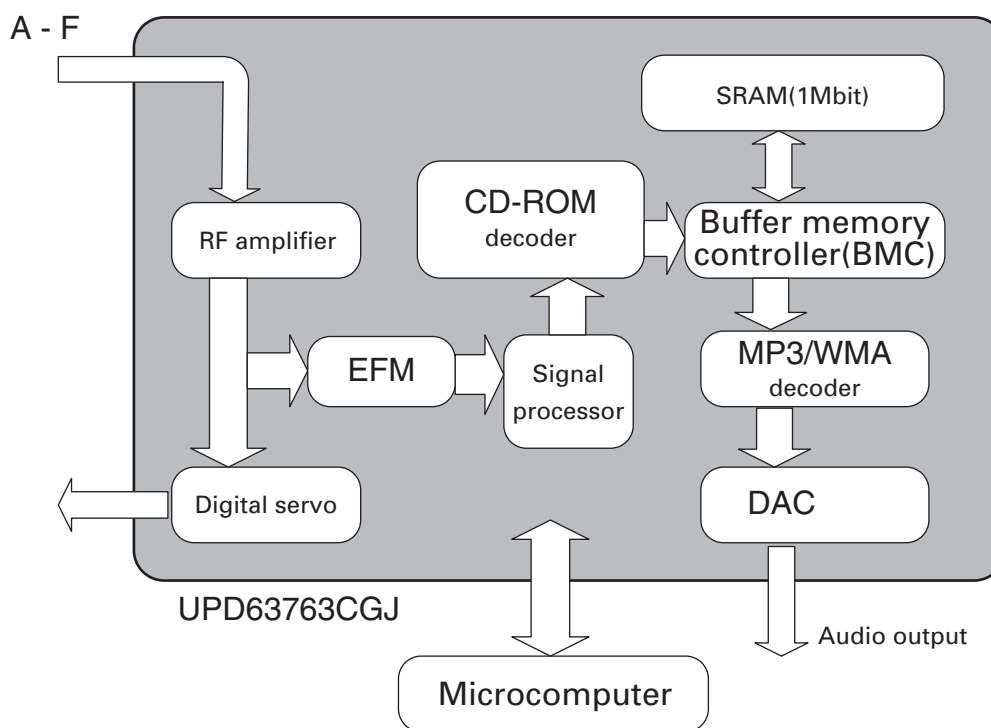 A - F
SRAM(1Mbit)
CD-ROM
decoder
RF amplifier
Buffer memory
controller(BMC)
EFM
Signal
processor
MP3/WMA
decoder
Digital servo
DAC
UPD63763CGJ
Audio output
Microcomputer